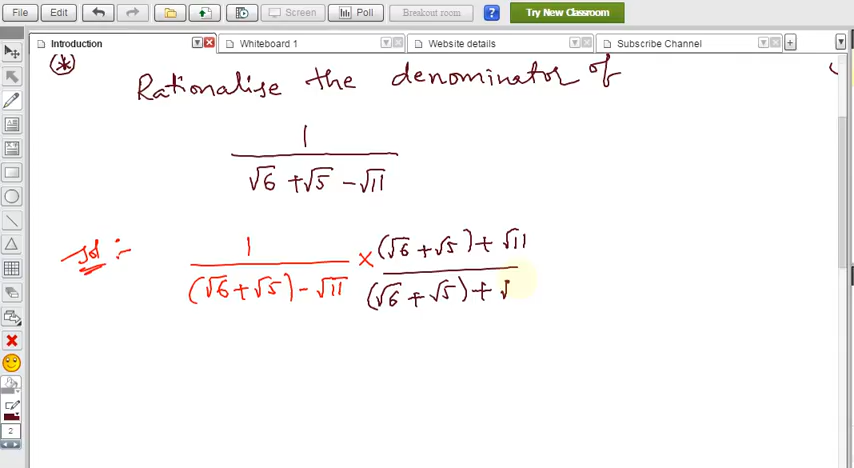 File Edit Screen Poll Breakout room ? Try New Classroom
Introduction Whiteboard 1 Website details Subscribe Channel
(*) Rationalise the denominator of
1
√6 + √5 - √11
Sol :- 1 × (√6 + √5) + √11
(√6 + √5) - √11 (√6 + √5) + √
2